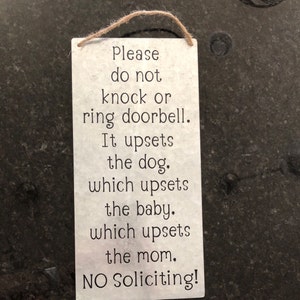 Please
do not
knock or
ring doorbell.
It upsets
the dog.
which upsets
the baby.
which upsets
the mom.
NO Soliciting!